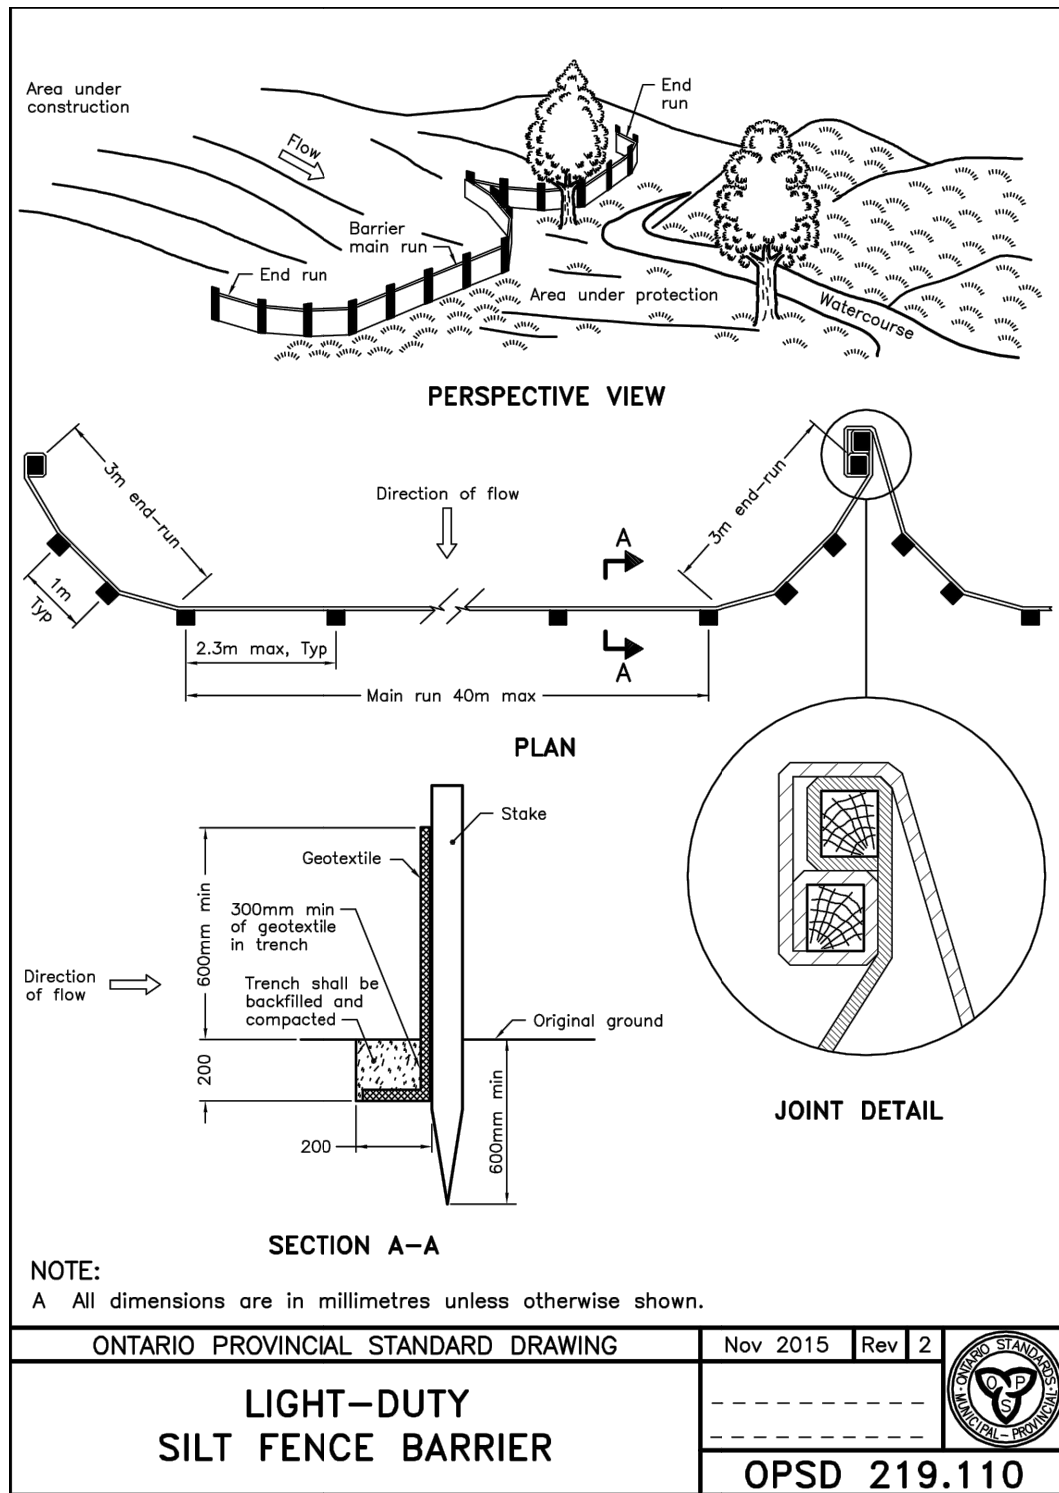 Area under
construction
End
run
Flow
Barrier
main run
End run
Area under protection
Watercourse
PERSPECTIVE VIEW
3m end-run
Direction of flow
3m end-run
A
1m
Typ
2.3m max, Typ
A
Main run 40m max
PLAN
Stake
Geotextile
600mm min
300mm min
of geotextile
in trench
Direction
of flow
Trench shall be
backfilled and
compacted
Original ground
200
600mm min
200
JOINT DETAIL
SECTION A-A
NOTE:
A All dimensions are in millimetres unless otherwise shown.
ONTARIO PROVINCIAL STANDARD DRAWING
Nov 2015 Rev 2
ONTARIO STANDARDS
MUNICIPAL - PROVINCIAL
O P
S
LIGHT-DUTY
SILT FENCE BARRIER
OPSD 219.110